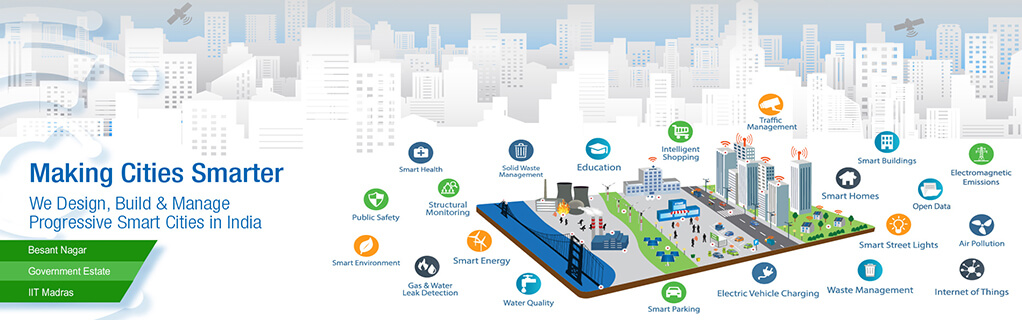 Making Cities Smarter
We Design, Build & Manage
Progressive Smart Cities in India
Besant Nagar
Government Estate
IIT Madras
Traffic
Management
Intelligent
Shopping
Education
Solid Waste
Management
Smart Health
Structural
Monitoring
Public Safety
Smart Environment
Smart Energy
Gas & Water
Leak Detection
Water Quality
Smart Parking
Electric Vehicle Charging
Waste Management
Internet of Things
Air Pollution
Smart Street Lights
Open Data
Smart Homes
Smart Buildings
Electromagnetic
Emissions